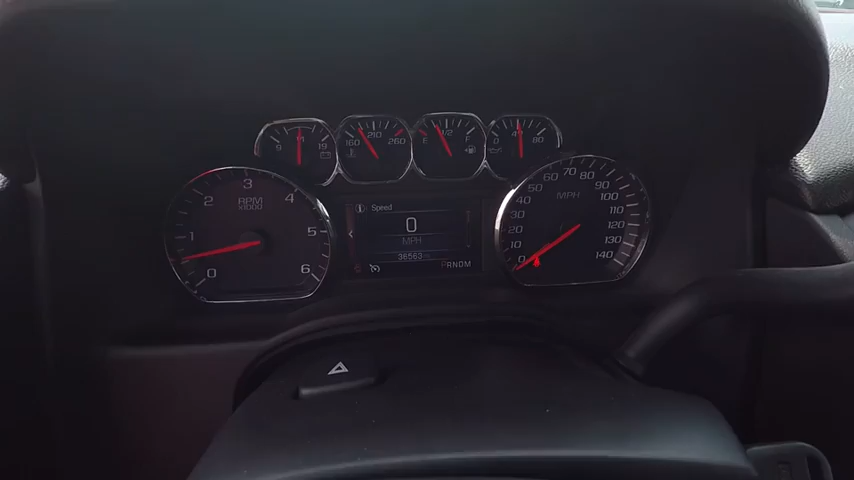 9 14 19
160 210 260
E 1/2 F
0 40 80
RPM
X1000
0 1 2 3 4 5 6
Speed
0
MPH
36563
PRNDM
MPH
0 10 20 30 40 50 60 70 80 90 100 110 120 130 140